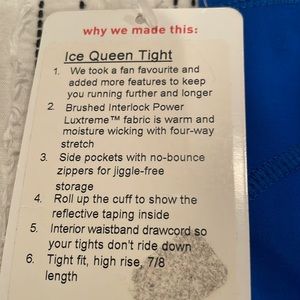 why we made this:
Ice Queen Tight
1. We took a fan favourite and
added more features to keep
you running further and longer
2. Brushed Interlock Power
Luxtreme™ fabric is warm and
moisture wicking with four-way
stretch
3. Side pockets with no-bounce
zippers for jiggle-free
storage
4. Roll up the cuff to show the
reflective taping inside
5. Interior waistband drawcord so
your tights don't ride down
6. Tight fit, high rise, 7/8
length